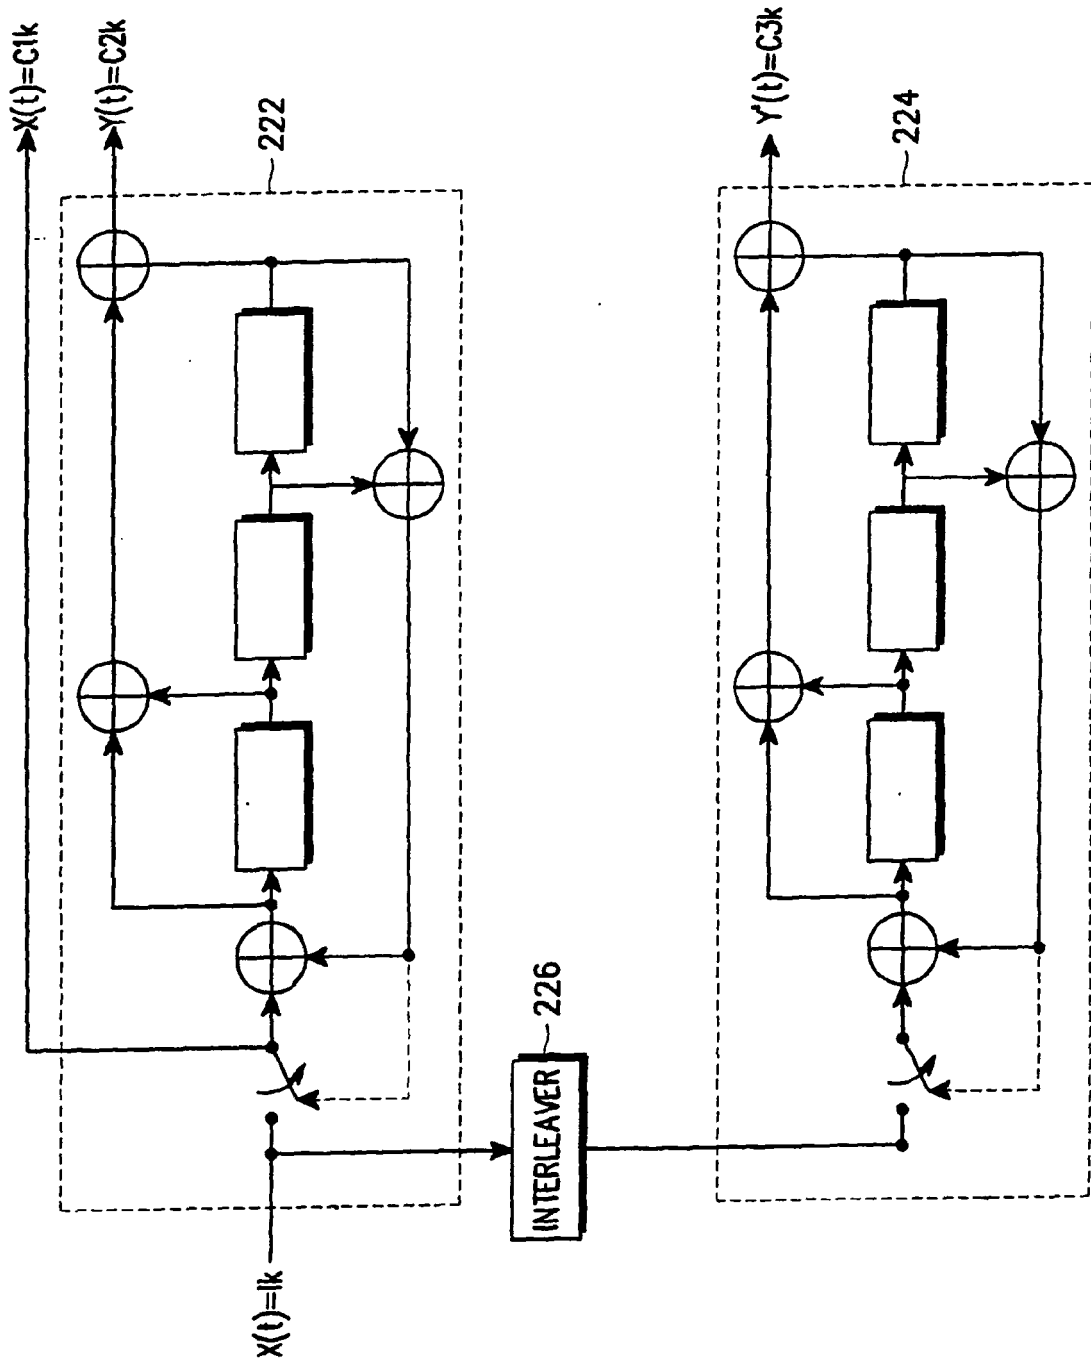 X(t)=C1k
Y(t)=C2k
222
Y'(t)=C3k
224
226
INTERLEAVER
X(t)=Ik